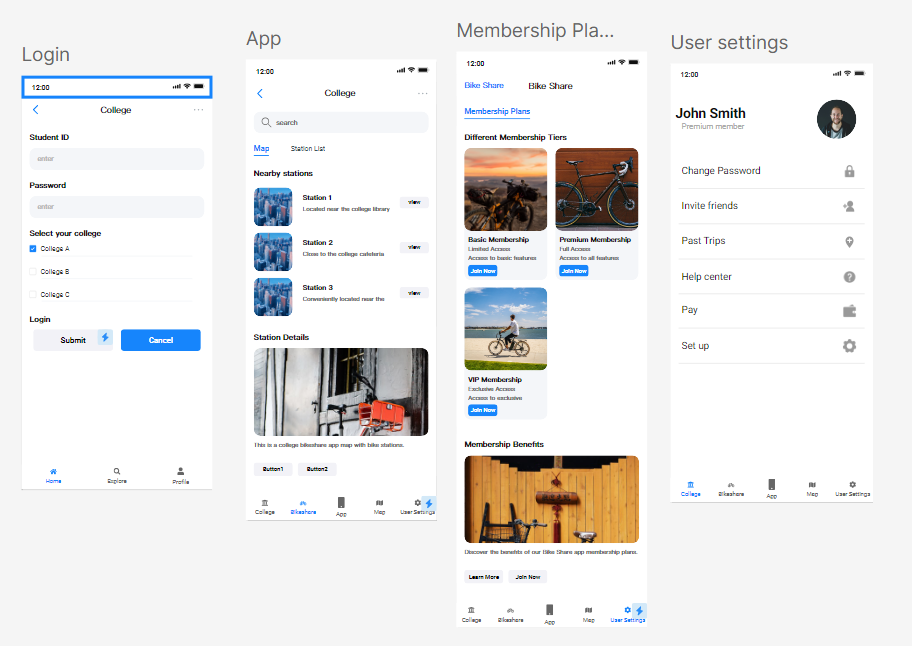 Login
12:00
College
Student ID
enter
Password
enter
Select your college
College A
College B
College C
Login
Submit
Cancel
Home
Explore
Profile
App
12:00
College
search
Map
Station List
Nearby stations
Station 1
Located near the college library
view
Station 2
Close to the college cafeteria
view
Station 3
Conveniently located near the
view
Station Details
This is a college bikeshare app map with bike stations.
Button1
Button2
College
Bikeshare
App
Map
User Settings
Membership Pla...
12:00
Bike Share
Bike Share
Membership Plans
Different Membership Tiers
Basic Membership
Limited Access
Access to basic features
Join Now
Premium Membership
Full Access
Access to all features
Join Now
VIP Membership
Exclusive Access
Access to exclusive
Join Now
Membership Benefits
Discover the benefits of our Bike Share app membership plans.
Learn More
Join Now
College
Bikeshare
App
Map
User Settings
User settings
12:00
John Smith
Premium member
Change Password
Invite friends
Past Trips
Help center
Pay
Set up
College
Bikeshare
App
Map
User Settings